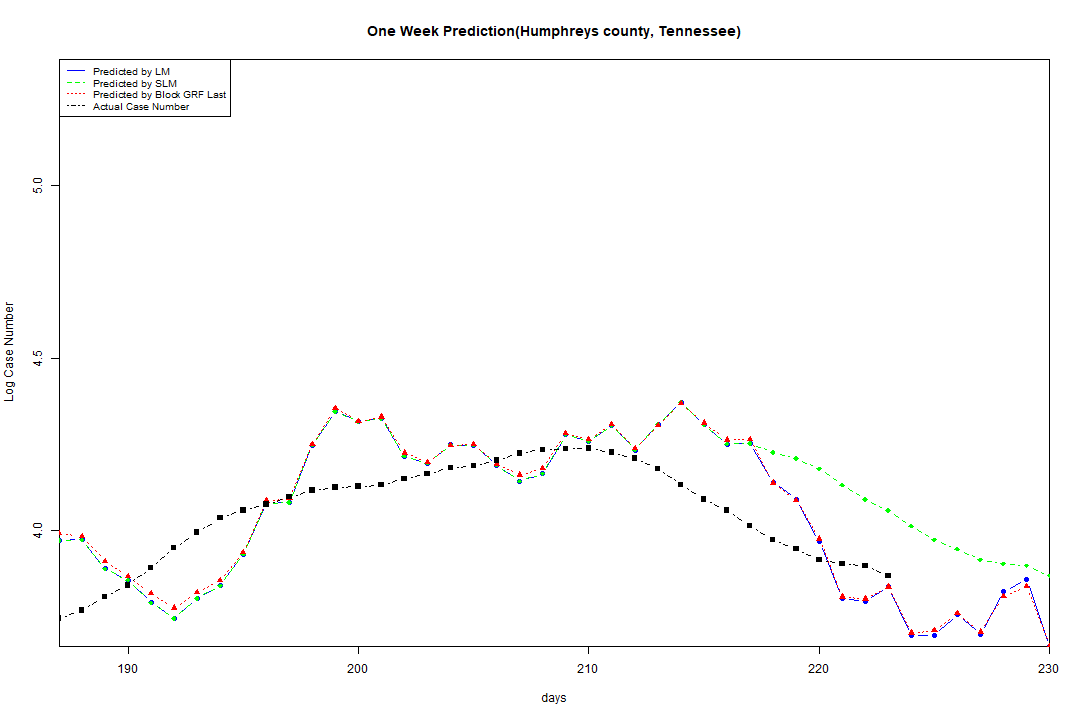 One Week Prediction(Humphreys county, Tennessee)
Predicted by LM
Predicted by SLM
Predicted by Block GRF Last
Actual Case Number
Log Case Number
5.0
4.5
4.0
190
200
210
220
230
days